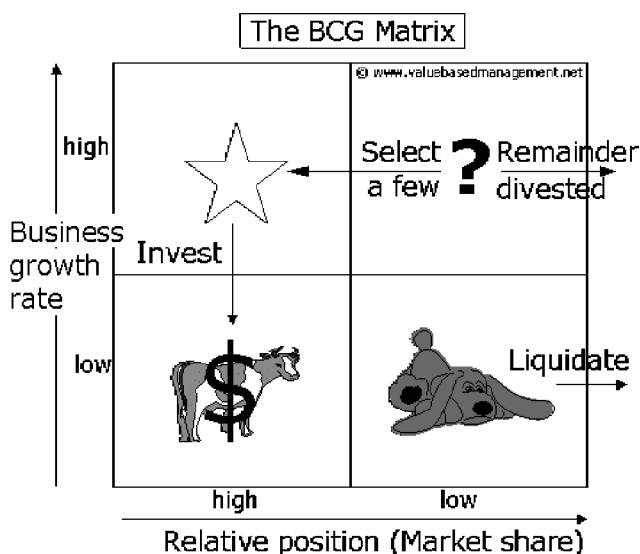 The BCG Matrix
© www.valuebasedmanagement.net
high
Select ? Remainder
a few divested
Business
growth
rate
Invest
low
$
Liquidate
high low
Relative position (Market share)